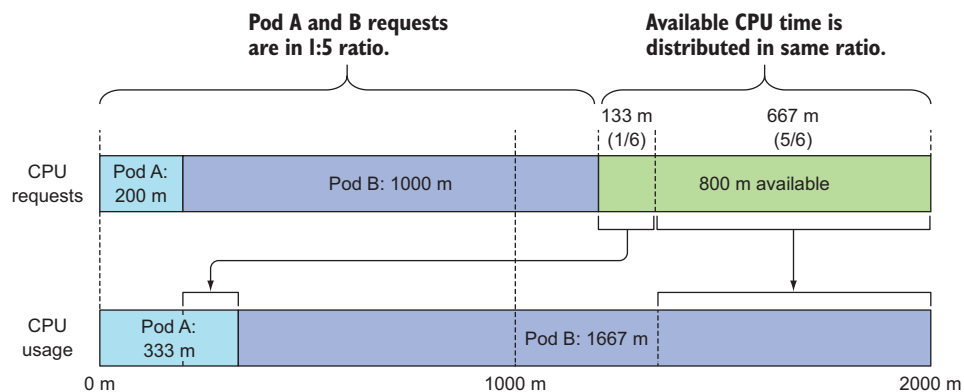 Pod A and B requests
are in 1:5 ratio.
Available CPU time is
distributed in same ratio.
133 m
(1/6)
667 m
(5/6)
CPU
requests
Pod A:
200 m
Pod B: 1000 m
800 m available
CPU
usage
Pod A:
333 m
Pod B: 1667 m
0 m
1000 m
2000 m